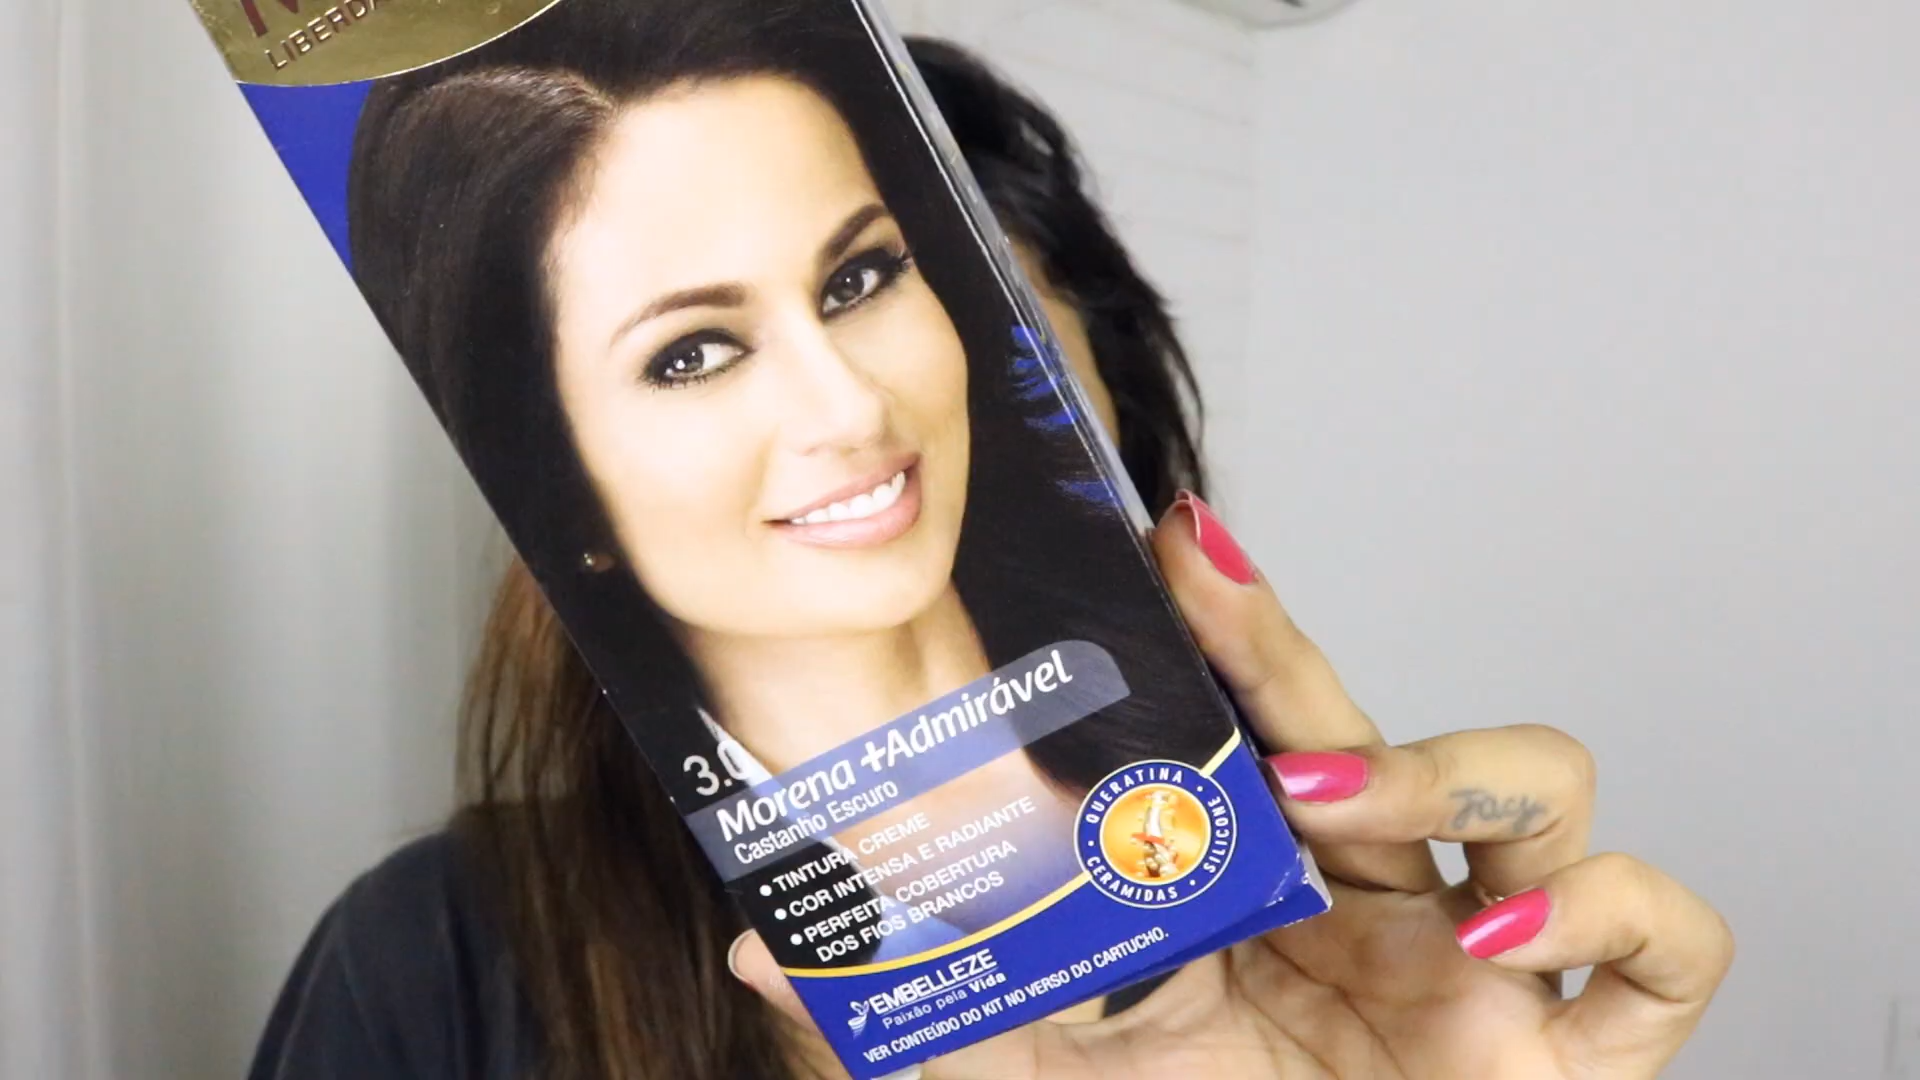 LIBERDA
3.0
Morena +Admirável
Castanho Escuro
• TINTURA CREME
• COR INTENSA E RADIANTE
• PERFEITA COBERTURA
DOS FIOS BRANCOS
QUERATINA • SILICONE • CERAMIDAS •
EMBELLEZE
Paixão pela Vida
VER CONTEÚDO DO KIT NO VERSO DO CARTUCHO.
Jacy